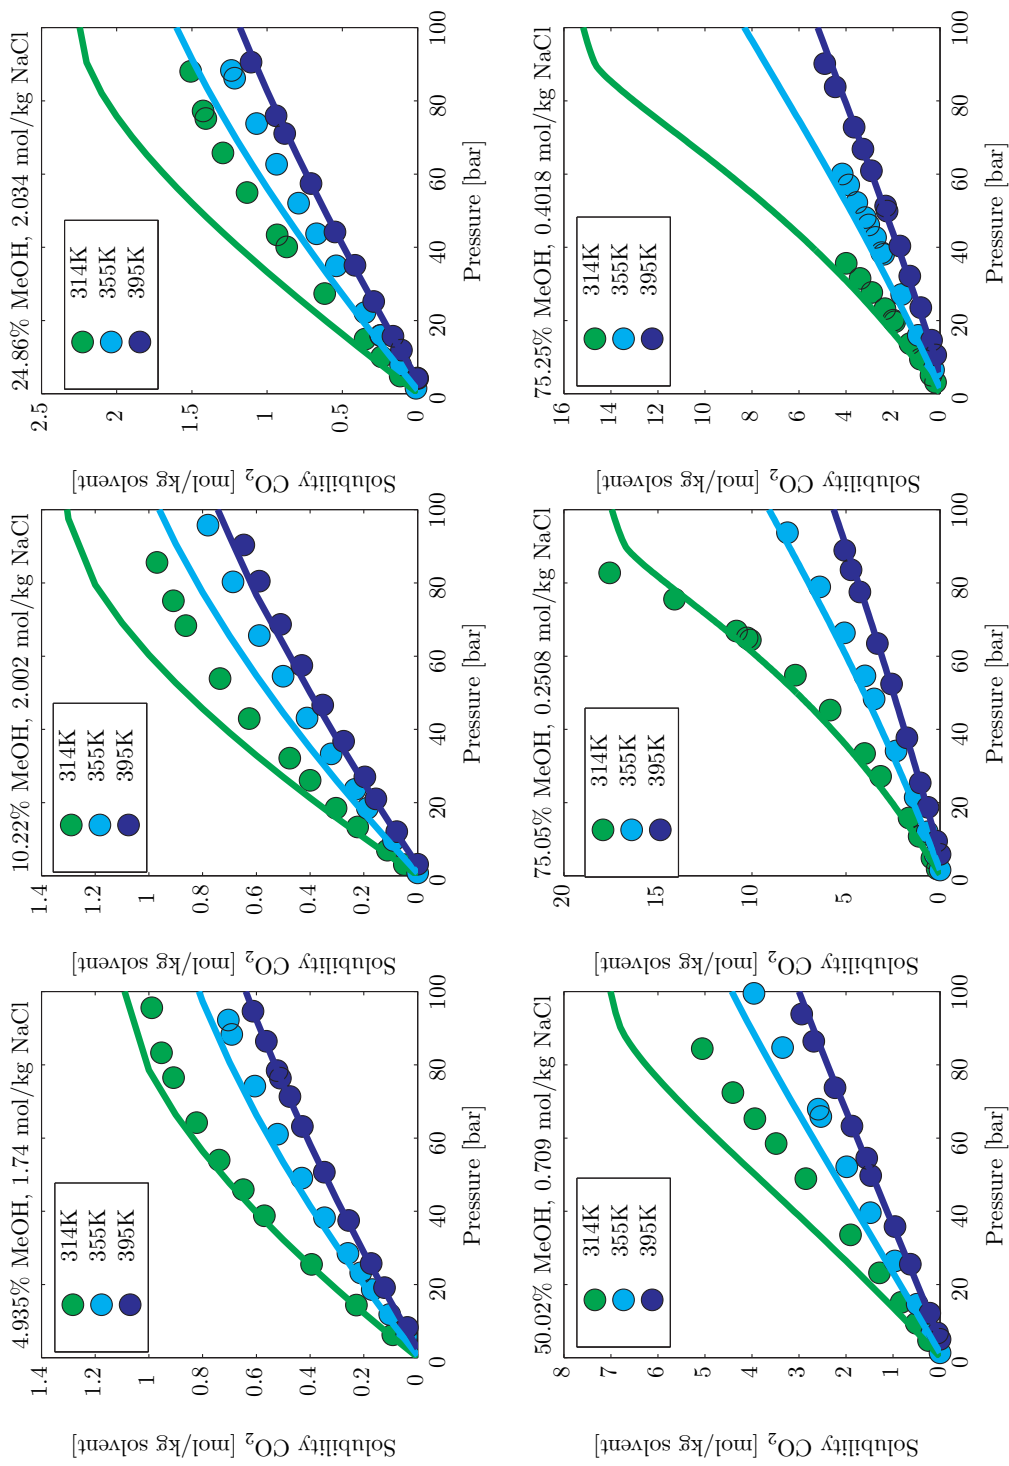 4.935% MeOH, 1.74 mol/kg NaCl
Solubility CO2 [mol/kg solvent]
1.4
1.2
1
0.8
0.6
0.4
0.2
0
314K
355K
395K
0 20 40 60 80 100
Pressure [bar]
10.22% MeOH, 2.002 mol/kg NaCl
Solubility CO2 [mol/kg solvent]
1.4
1.2
1
0.8
0.6
0.4
0.2
0
314K
355K
395K
0 20 40 60 80 100
Pressure [bar]
24.86% MeOH, 2.034 mol/kg NaCl
Solubility CO2 [mol/kg solvent]
2.5
2
1.5
1
0.5
0
314K
355K
395K
0 20 40 60 80 100
Pressure [bar]
50.02% MeOH, 0.709 mol/kg NaCl
Solubility CO2 [mol/kg solvent]
8
7
6
5
4
3
2
1
0
314K
355K
395K
0 20 40 60 80 100
Pressure [bar]
75.05% MeOH, 0.2508 mol/kg NaCl
Solubility CO2 [mol/kg solvent]
20
15
10
5
0
314K
355K
395K
0 20 40 60 80 100
Pressure [bar]
75.25% MeOH, 0.4018 mol/kg NaCl
Solubility CO2 [mol/kg solvent]
16
14
12
10
8
6
4
2
0
314K
355K
395K
0 20 40 60 80 100
Pressure [bar]